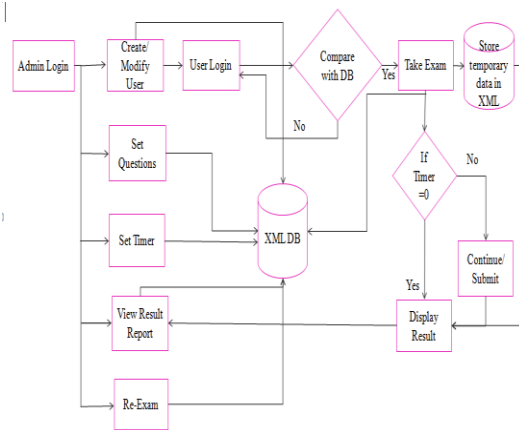 Admin Login
Create/
Modify
User
User Login
Compare
with DB
Yes
Take Exam
Store
temporary
data in
XML
No
Set
Questions
If
Timer
=0
No
Set Timer
XML DB
Continue/
Submit
Yes
View Result
Report
Display
Result
Re-Exam